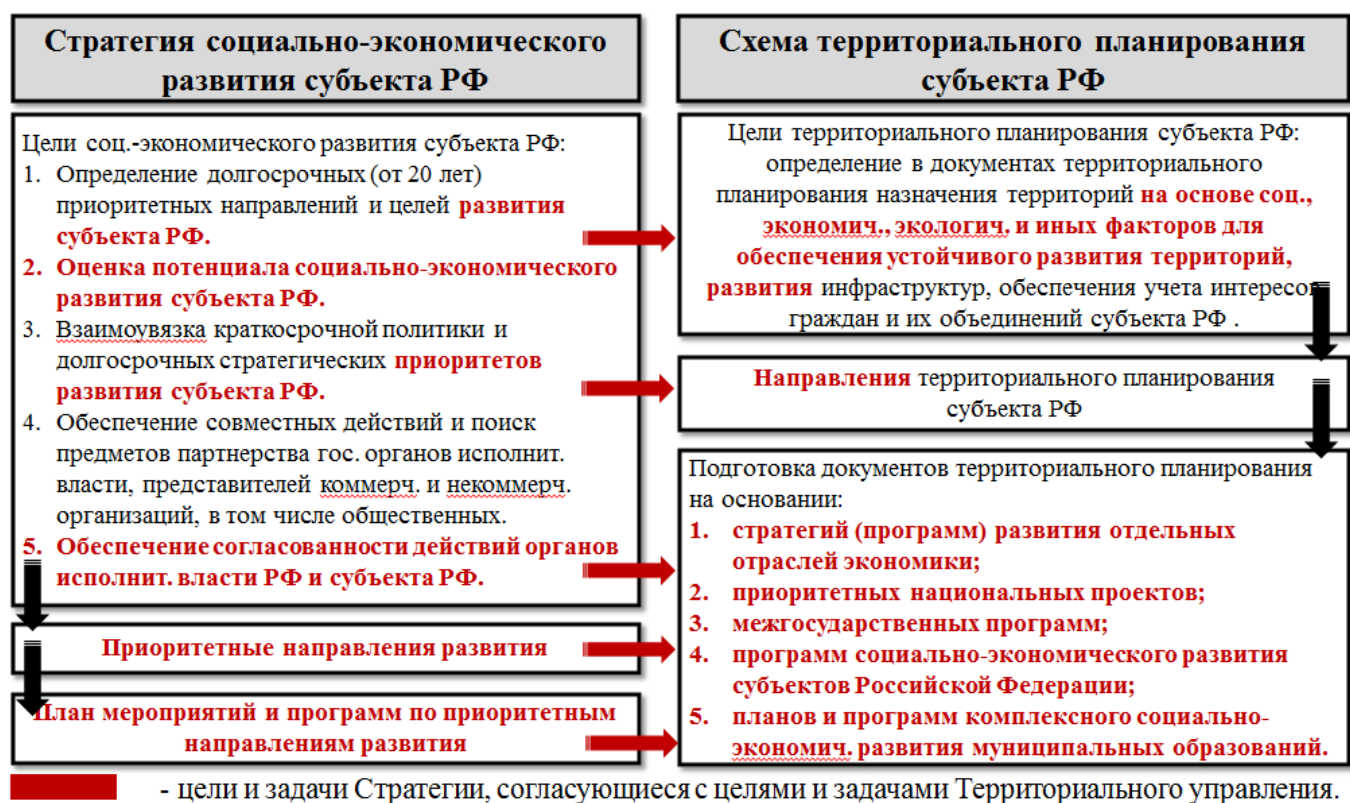 Стратегия социально-экономического
развития субъекта РФ
Цели соц.-экономического развития субъекта РФ:
1. Определение долгосрочных (от 20 лет)
приоритетных направлений и целей развития
субъекта РФ.
2. Оценка потенциала социально-экономического
развития субъекта РФ.
3. Взаимоувязка краткосрочной политики и
долгосрочных стратегических приоритетов
развития субъекта РФ.
4. Обеспечение совместных действий и поиск
предметов партнерства гос. органов исполнит.
власти, представителей коммерч. и некоммерч.
организаций, в том числе общественных.
5. Обеспечение согласованности действий органов
исполнит. власти РФ и субъекта РФ.
Приоритетные направления развития
План мероприятий и программ по приоритетным
направлениям развития
Схема территориального планирования
субъекта РФ
Цели территориального планирования субъекта РФ:
определение в документах территориального
планирования назначения территорий на основе соц.,
экономич., экологич. и иных факторов для
обеспечения устойчивого развития территорий,
развития инфраструктур, обеспечения учета интересов
граждан и их объединений субъекта РФ .
Направления территориального планирования
субъекта РФ
Подготовка документов территориального планирования
на основании:
1. стратегий (программ) развития отдельных
отраслей экономики;
2. приоритетных национальных проектов;
3. межгосударственных программ;
4. программ социально-экономического развития
субъектов Российской Федерации;
5. планов и программ комплексного социально-
экономич. развития муниципальных образований.
- цели и задачи Стратегии, согласующиеся с целями и задачами Территориального управления.